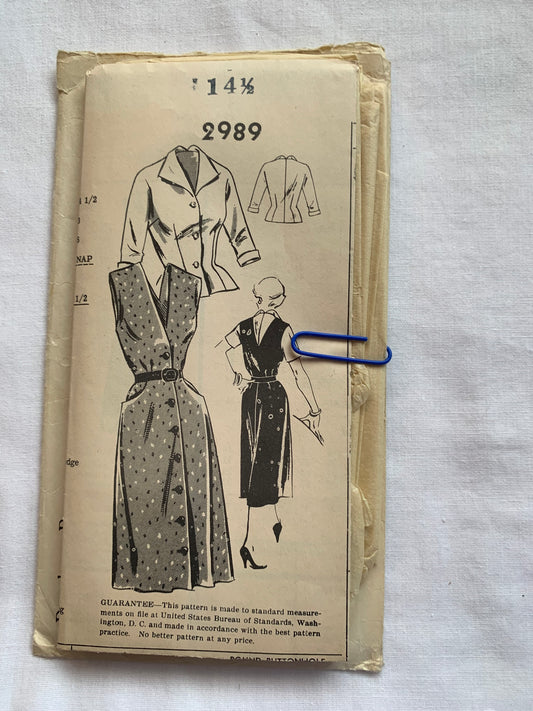 14½
2989
1/2
NAP
1/2
edge
GUARANTEE—This pattern is made to standard measure-
ments on file at United States Bureau of Standards, Wash-
ington, D. C. and made in accordance with the best pattern
practice. No better pattern at any price.
ROUND BUTTONHOLE